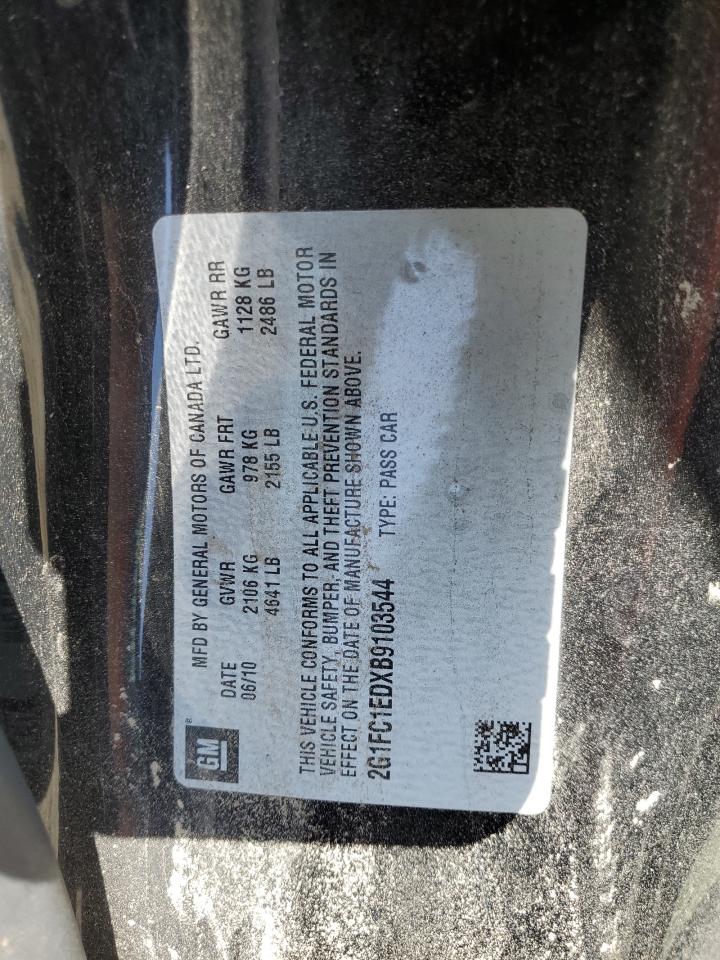 GM®
MFD BY GENERAL MOTORS OF CANADA LTD.
DATE GVWR GAWR FRT GAWR RR
06/10 2106 KG 978 KG 1128 KG
4641 LB 2155 LB 2486 LB
THIS VEHICLE CONFORMS TO ALL APPLICABLE U.S. FEDERAL MOTOR
VEHICLE SAFETY, BUMPER, AND THEFT PREVENTION STANDARDS IN
EFFECT ON THE DATE OF MANUFACTURE SHOWN ABOVE.
2G1FC1EDXB9103544 TYPE: PASS CAR